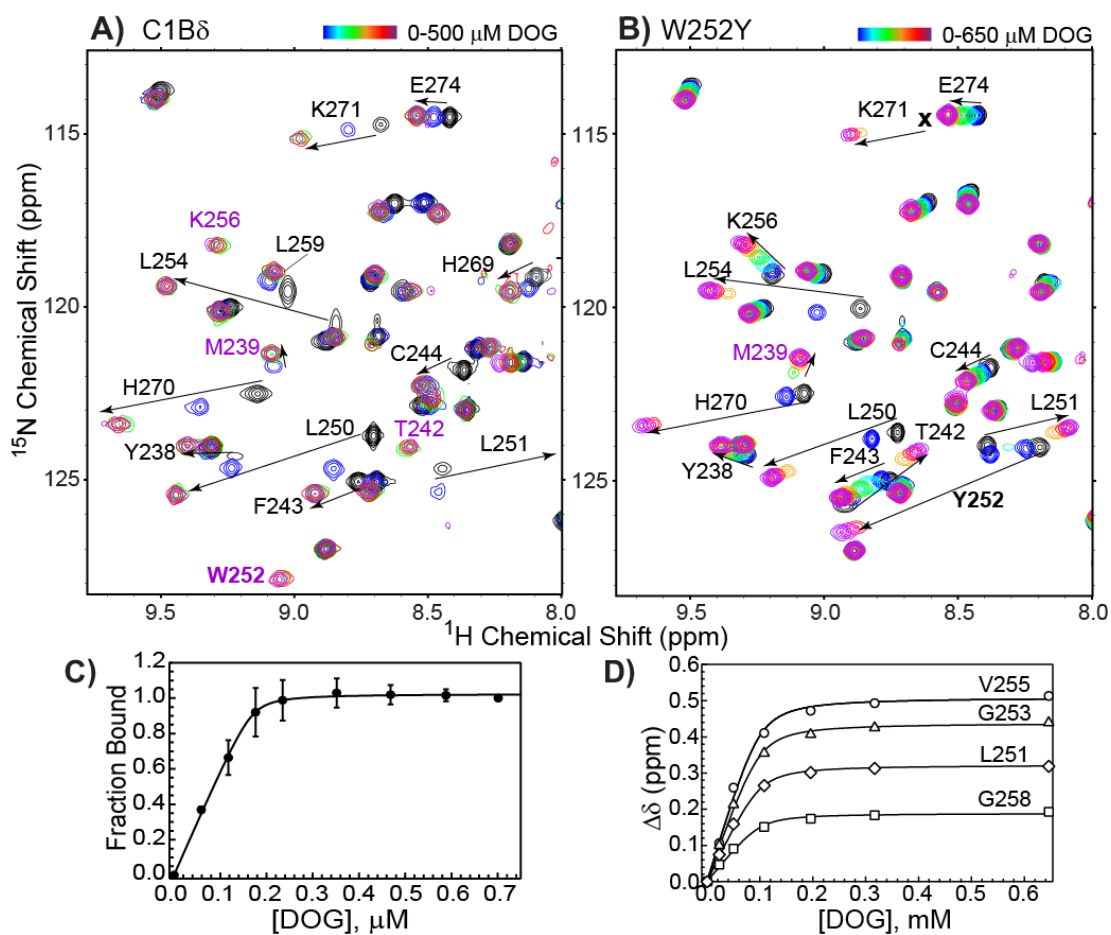 A) C1Bδ
0-500 μM DOG
B) W252Y
0-650 μM DOG
E274
K271
K256
L259
L254
H269
M239
C244
H270
L250
T242
L251
Y238
F243
W252
115
120
125
9.5 9.0 8.5 8.0
15N Chemical Shift (ppm)
E274
K271
x
K256
L254
M239
C244
H270
L250
L251
T242
F243
Y238
Y252
115
120
125
9.5 9.0 8.5 8.0
1H Chemical Shift (ppm)
C)
1.2
1.0
0.8
0.6
0.4
0.2
0.0
Fraction Bound
0 0.1 0.2 0.3 0.4 0.5 0.6 0.7
[DOG], μM
D)
0.6
0.5
0.4
0.3
0.2
0.1
0.0
Δδ (ppm)
V255
G253
L251
G258
0.0 0.1 0.2 0.3 0.4 0.5 0.6
[DOG], mM